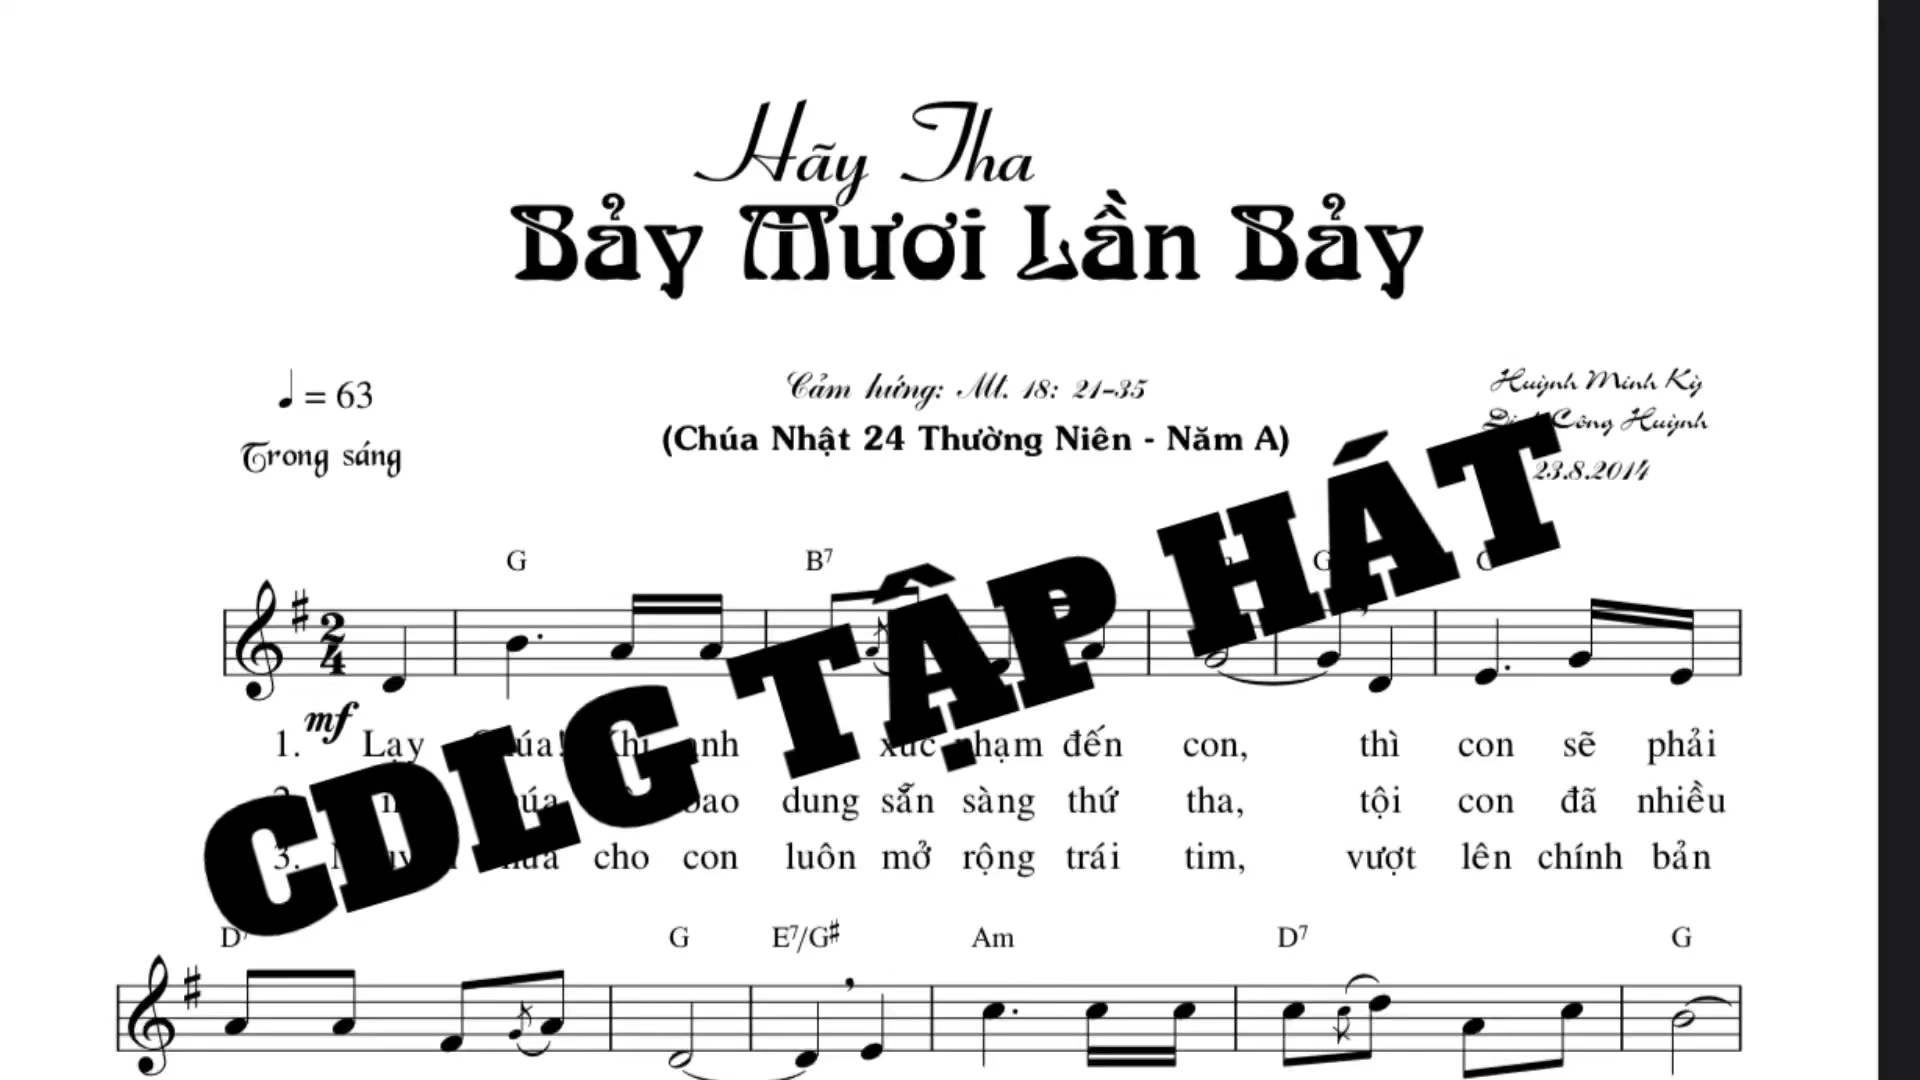 Hãy Tha
Bảy Mươi Lần Bảy
♩ = 63
Trong sáng
Cảm hứng: Mt. 18: 21-35
(Chúa Nhật 24 Thường Niên - Năm A)
Huỳnh Minh Kỳ
Công Huỳnh
23.8.2014
CDLG TẬP HÁT
G B7
mf
1. Lạy xúc phạm đến con, thì con sẽ phải
bao dung sẵn sàng thứ tha, tội con đã nhiều
3. cho con luôn mở rộng trái tim, vượt lên chính bản
D7 G E7/G# Am D7 G